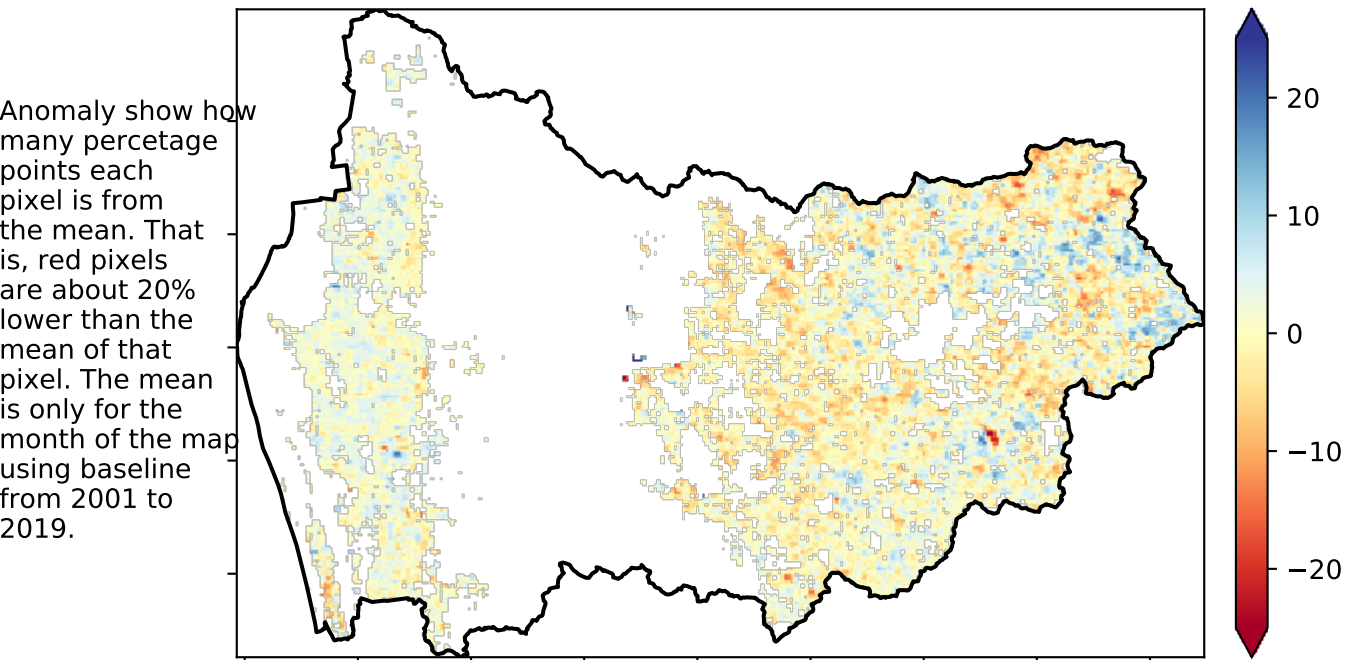 Anomaly show how
many percetage
points each
pixel is from
the mean. That
is, red pixels
are about 20%
lower than the
mean of that
pixel. The mean
is only for the
month of the map
using baseline
from 2001 to
2019.
20
10
0
−10
−20